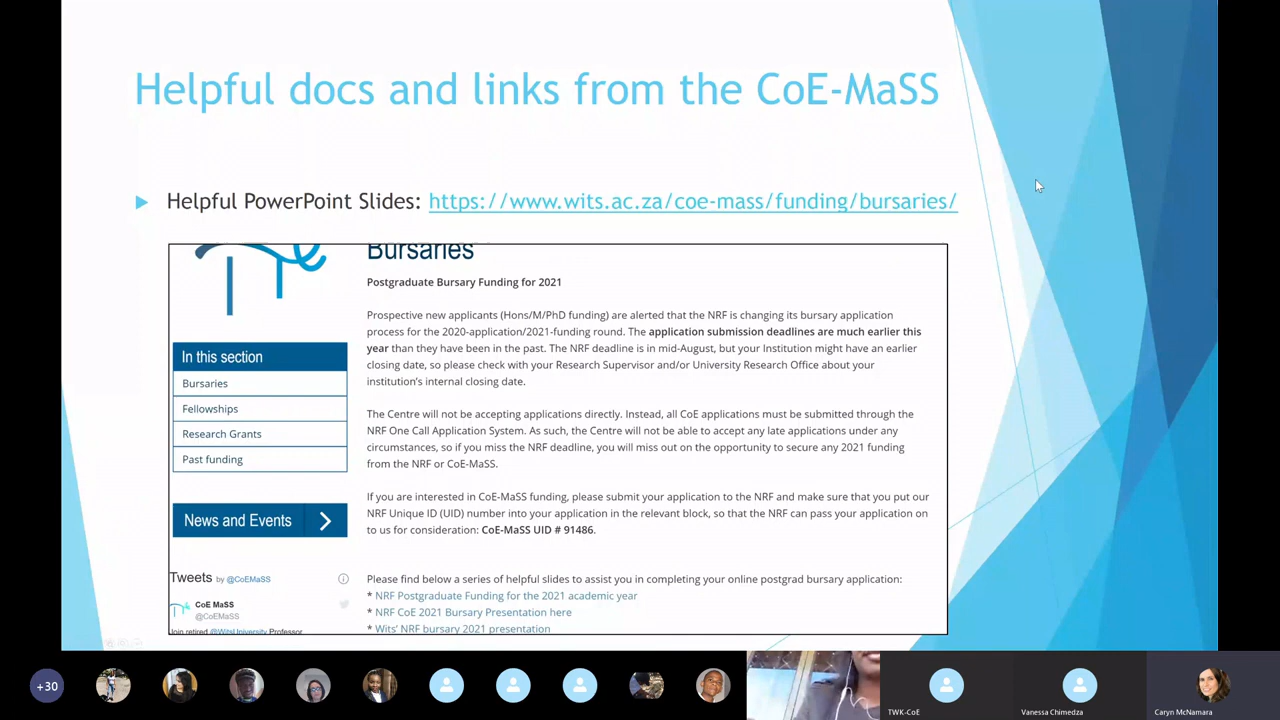 Helpful docs and links from the CoE-MaSS
Helpful PowerPoint Slides: https://www.wits.ac.za/coe-mass/funding/bursaries/
Bursaries
Postgraduate Bursary Funding for 2021
Prospective new applicants (Hons/M/PhD funding) are alerted that the NRF is changing its bursary application
process for the 2020-application/2021-funding round. The application submission deadlines are much earlier this
year than they have been in the past. The NRF deadline is in mid-August, but your Institution might have an earlier
closing date, so please check with your Research Supervisor and/or University Research Office about your
institution's internal closing date.
The Centre will not be accepting applications directly. Instead, all CoE applications must be submitted through the
NRF One Call Application System. As such, the Centre will not be able to accept any late applications under any
circumstances, so if you miss the NRF deadline, you will miss out on the opportunity to secure any 2021 funding
from the NRF or CoE-MaSS.
If you are interested in CoE-MaSS funding, please submit your application to the NRF and make sure that you put our
NRF Unique ID (UID) number into your application in the relevant block, so that the NRF can pass your application on
to us for consideration: CoE-MaSS UID # 91486.
Please find below a series of helpful slides to assist you in completing your online postgrad bursary application:
* NRF Postgraduate Funding for the 2021 academic year
* NRF CoE 2021 Bursary Presentation here
* Wits' NRF bursary 2021 presentation
In this section
Bursaries
Fellowships
Research Grants
Past funding
News and Events
Tweets by @CoEMaSS
CoE MaSS
@CoEMaSS
Join retired @WitsUniversity Professor
+30
TWK-CoE
Vanessa Chimedza
Caryn McNamara